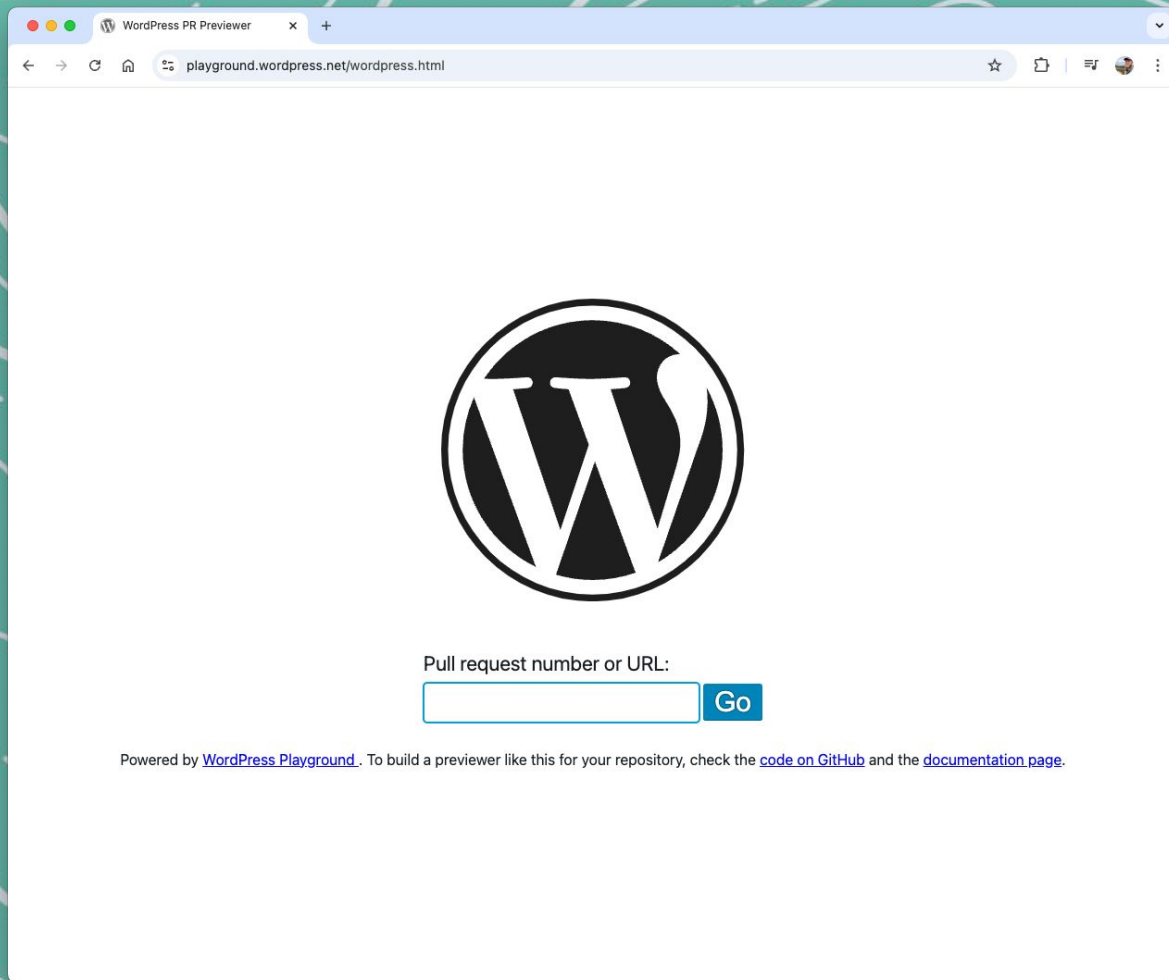 WordPress PR Previewer
playground.wordpress.net/wordpress.html
Pull request number or URL:
Go
Powered by WordPress Playground . To build a previewer like this for your repository, check the code on GitHub and the documentation page.